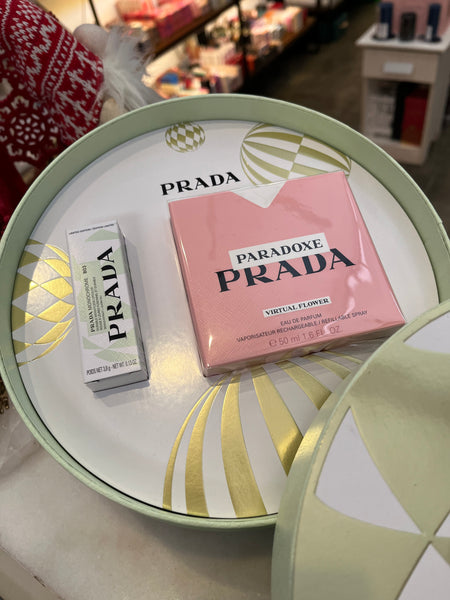 PRADA
PARADOXE
PRADA
VIRTUAL FLOWER
EAU DE PARFUM
VAPORISATEUR RECHARGEABLE / REFILLABLE SPRAY
℮ 50 ml 1.6 FL. OZ.
PRADA
PRADA MONOCHROME
POIDS NET 3.8 g - NET WT. 0.13 OZ.